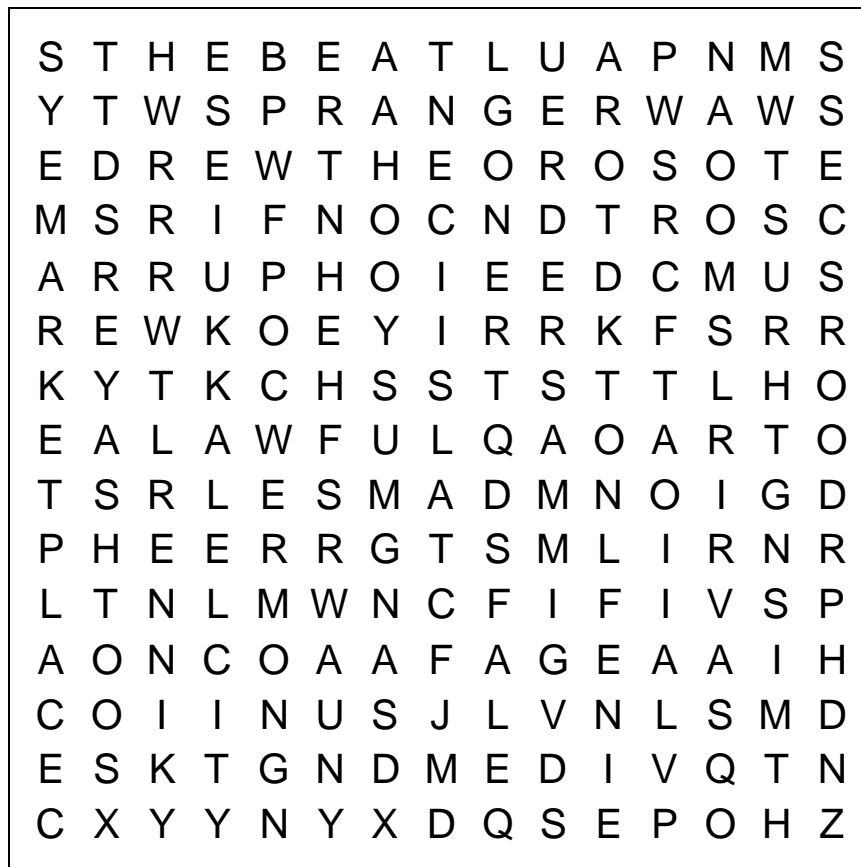 S T H E B E A T L U A P N M S
Y T W S P R A N G E R W A W S
E D R E W T H E O R O S O T E
M S R I F N O C N D T R O S C
A R R U P H O I E E D C M U S
R E W K O E Y I R R K F S R R
K Y T K C H S S T S T T L H O
E A L A W F U L Q A O A R T O
T S R L E S M A D M N O I G D
P H E E R R G T S M L I R N R
L T N L M W N C F I F I V S P
A O N C O A A F A G E A A I H
C O I I N U S J L V N L S M D
E S K T G N D M E D I V Q T N
C X Y Y N Y X D Q S E P O H Z